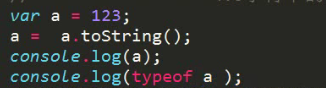 var a = 123;
a =  a.toString();
console.log(a);
console.log(typeof a );